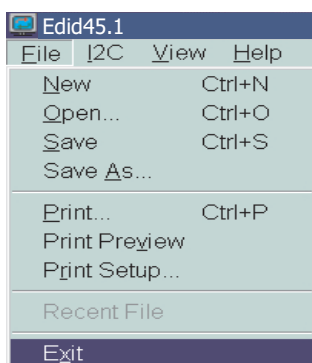 Edid45.1
File I2C View Help
New Ctrl+N
Open... Ctrl+O
Save Ctrl+S
Save As...
Print... Ctrl+P
Print Preview
Print Setup...
Recent File
Exit